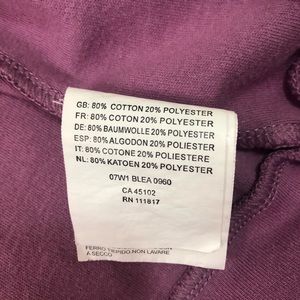 GB: 80% COTTON 20% POLYESTER
FR: 80% COTON 20% POLYESTER
DE: 80% BAUMWOLLE 20% POLYESTER
ESP: 80% ALGODON 20% POLIESTER
IT: 80% COTONE 20% POLIESTERE
NL: 80% KATOEN 20% POLYESTER
07W1 BLEA 0960
CA 45102
RN 111817
FERRO TIEPIDO.NON LAVARE
A SECCO